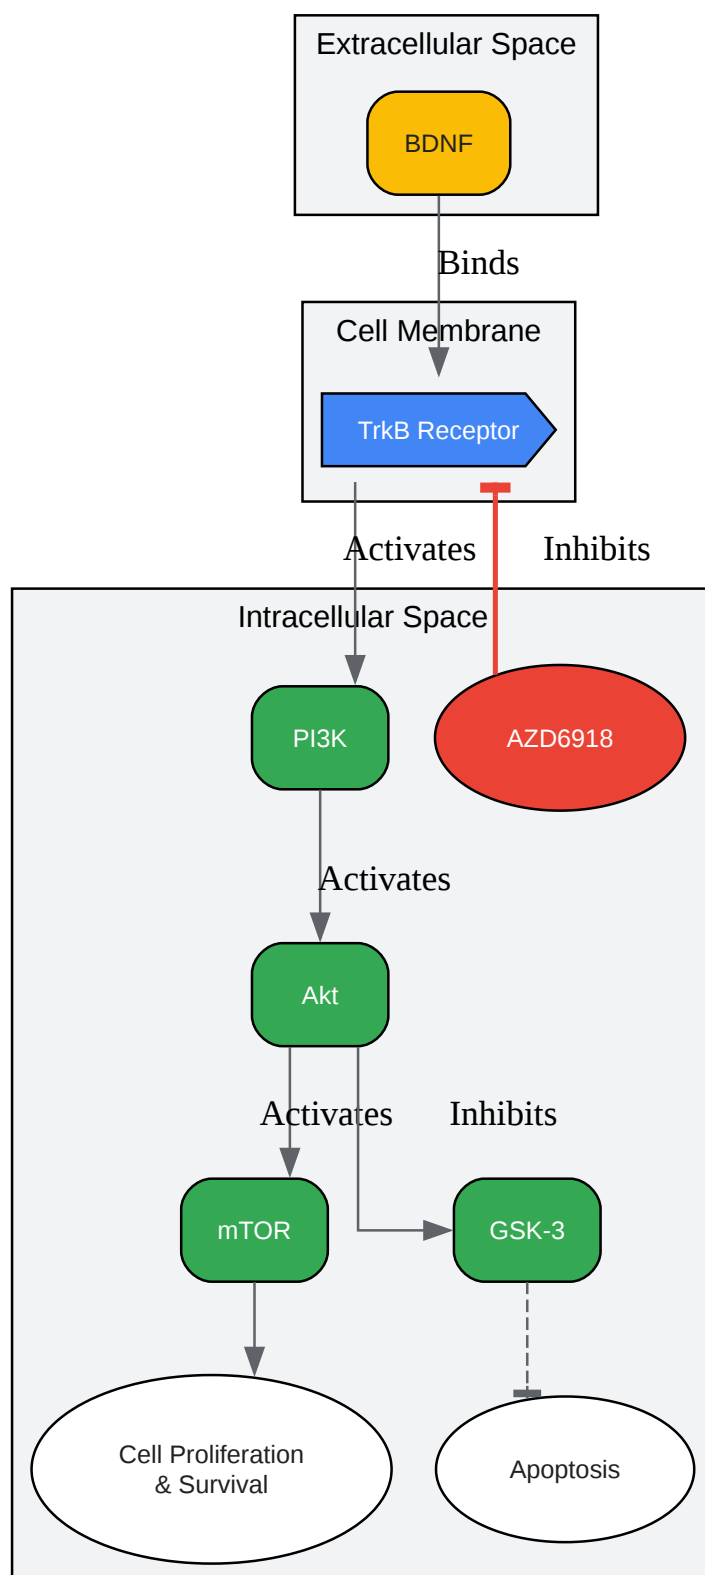 Extracellular Space
BDNF
Binds
Cell Membrane
TrkB Receptor
Activates
Inhibits
Intracellular Space
PI3K
AZD6918
Activates
Akt
Activates
Inhibits
mTOR
GSK-3
Cell Proliferation
& Survival
Apoptosis